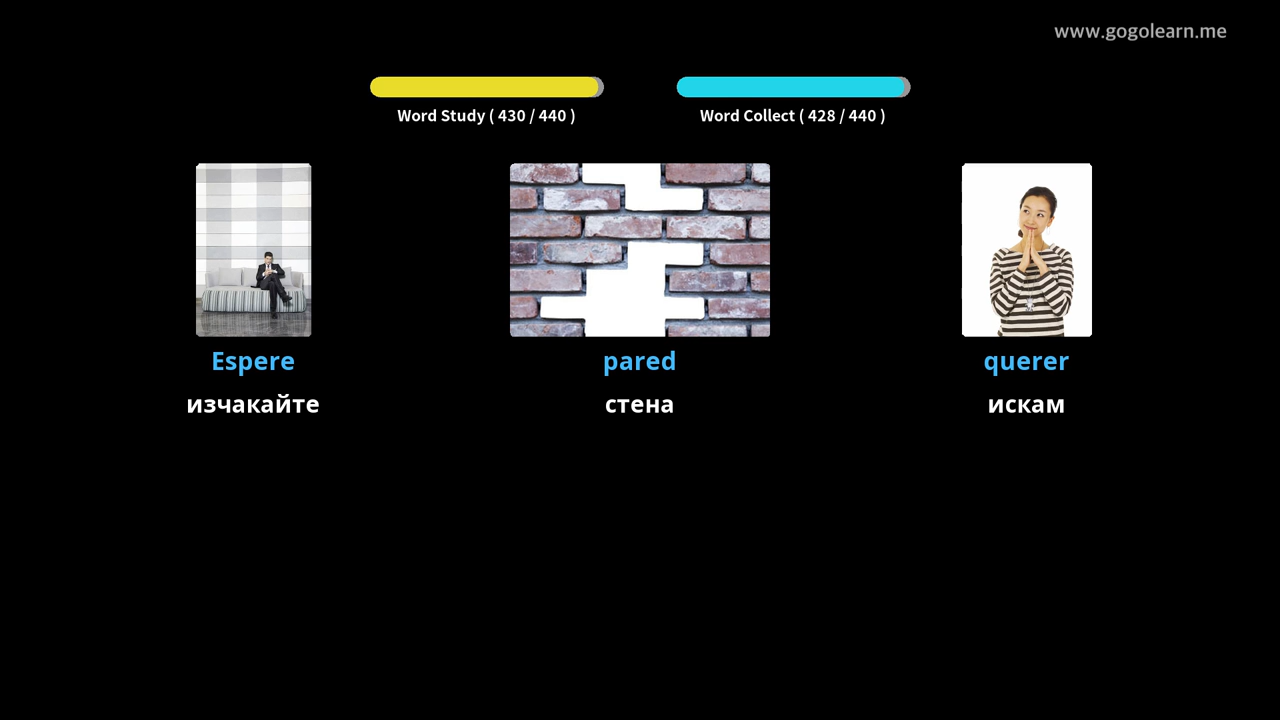 www.gogolearn.me
Word Study ( 430 / 440 )
Word Collect ( 428 / 440 )
Espere
pared
querer
изчакайте
стена
искам